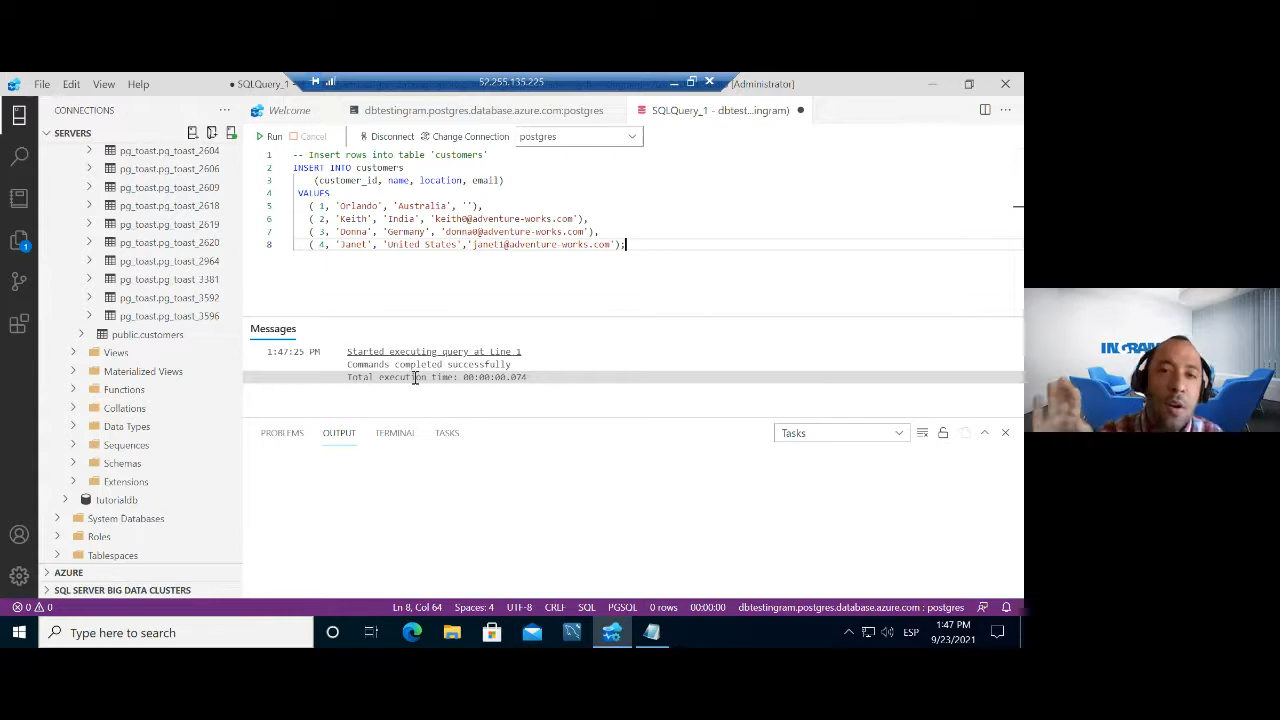 52.255.135.225
File Edit View Help
● SQLQuery_1 - [Administrator]
CONNECTIONS
SERVERS
pg_toast.pg_toast_2604
pg_toast.pg_toast_2606
pg_toast.pg_toast_2609
pg_toast.pg_toast_2618
pg_toast.pg_toast_2619
pg_toast.pg_toast_2620
pg_toast.pg_toast_2964
pg_toast.pg_toast_3381
pg_toast.pg_toast_3592
pg_toast.pg_toast_3596
public.customers
Views
Materialized Views
Functions
Collations
Data Types
Sequences
Schemas
Extensions
tutorialdb
System Databases
Roles
Tablespaces
AZURE
SQL SERVER BIG DATA CLUSTERS
Welcome dbtestingram.postgres.database.azure.com:postgres SQLQuery_1 - dbtest...ingram) ●
Run Cancel Disconnect Change Connection postgres
1 -- Insert rows into table 'customers'
2 INSERT INTO customers
3 (customer_id, name, location, email)
4 VALUES
5 ( 1, 'Orlando', 'Australia', ''),
6 ( 2, 'Keith', 'India', 'keith0@adventure-works.com'),
7 ( 3, 'Donna', 'Germany', 'donna0@adventure-works.com'),
8 ( 4, 'Janet', 'United States','janet1@adventure-works.com');
Messages
1:47:25 PM Started executing query at Line 1
Commands completed successfully
Total execution time: 00:00:00.074
PROBLEMS OUTPUT TERMINAL TASKS Tasks
0 0 Ln 8, Col 64 Spaces: 4 UTF-8 CRLF SQL PGSQL 0 rows 00:00:00 dbtestingram.postgres.database.azure.com : postgres
Type here to search ESP 1:47 PM
9/23/2021
INGRAM